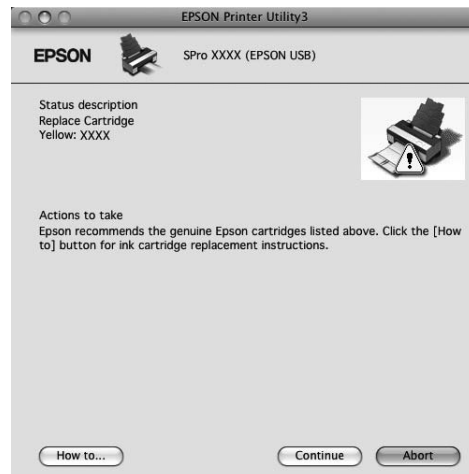 EPSON Printer Utility3
EPSON
SPro XXXX (EPSON USB)
Status description
Replace Cartridge
Yellow: XXXX
Actions to take
Epson recommends the genuine Epson cartridges listed above. Click the [How
to] button for ink cartridge replacement instructions.
How to...
Continue
Abort